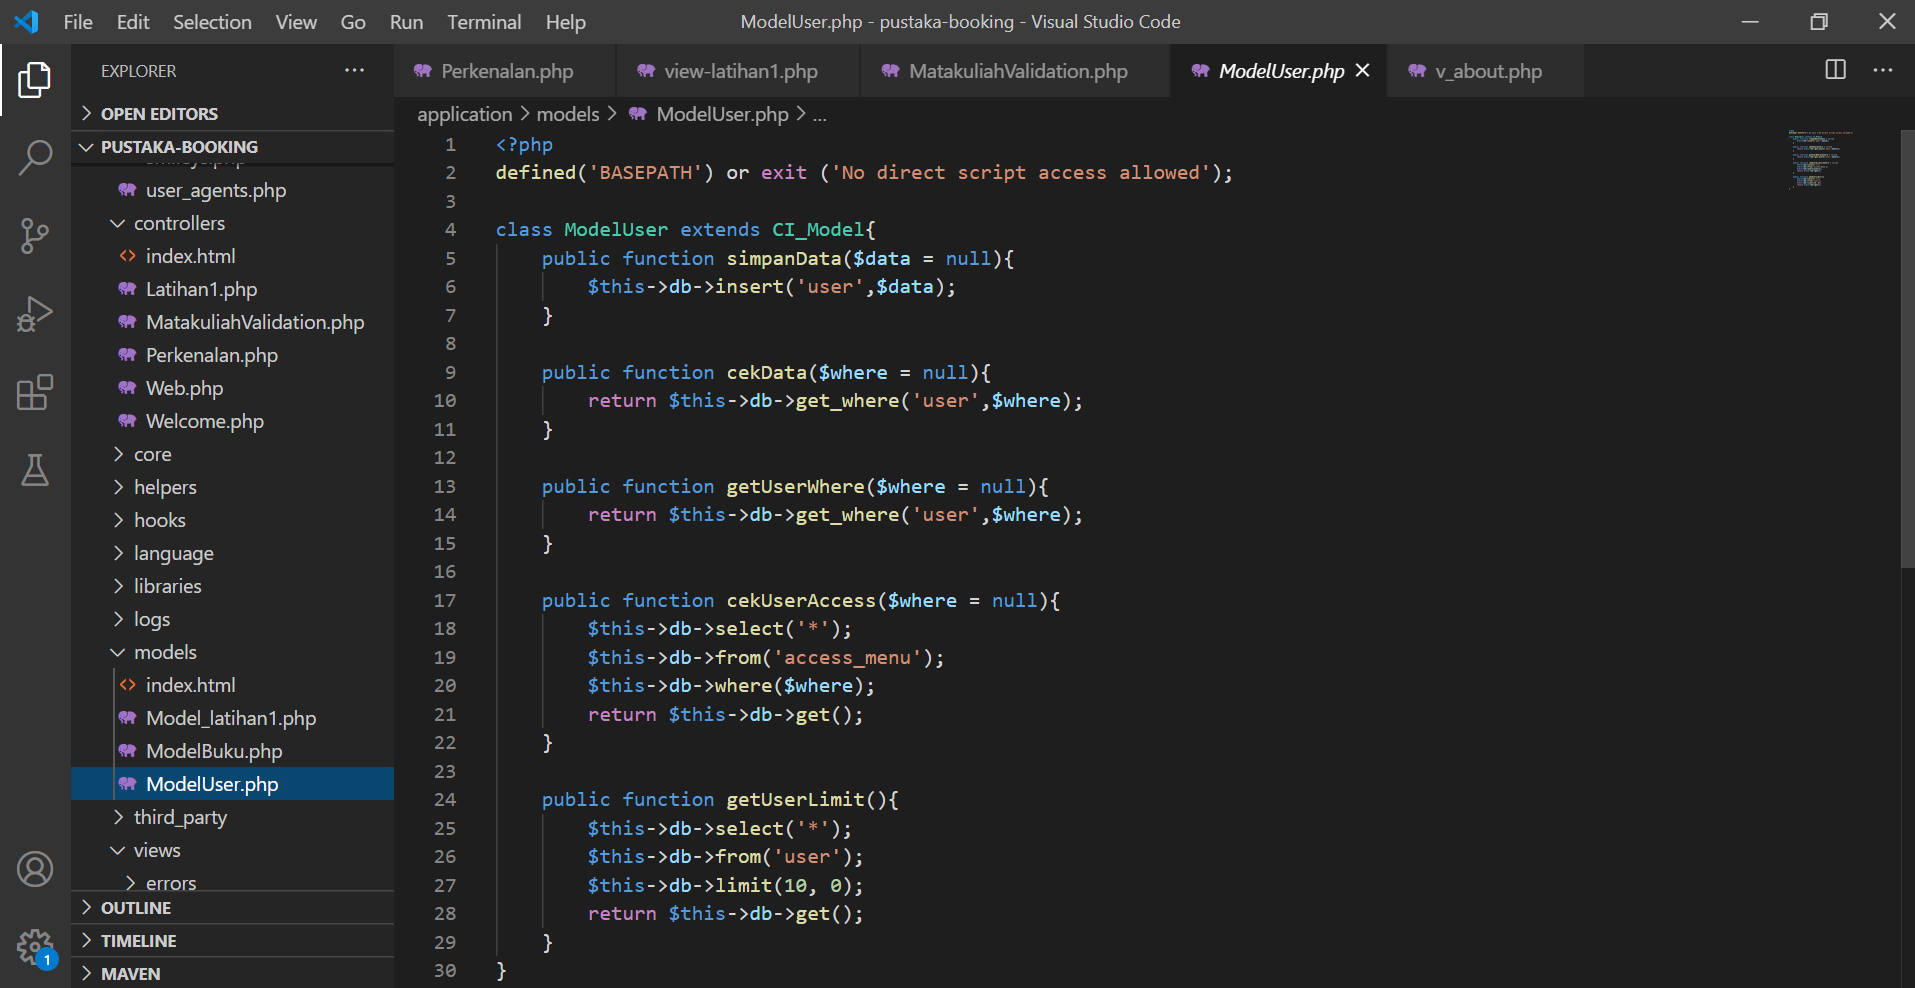 File Edit Selection View Go Run Terminal Help ModelUser.php - pustaka-booking - Visual Studio Code
EXPLORER
OPEN EDITORS
PUSTAKA-BOOKING
user_agents.php
controllers
index.html
Latihan1.php
MatakuliahValidation.php
Perkenalan.php
Web.php
Welcome.php
core
helpers
hooks
language
libraries
logs
models
index.html
Model_latihan1.php
ModelBuku.php
ModelUser.php
third_party
views
errors
OUTLINE
TIMELINE
MAVEN
1
Perkenalan.php view-latihan1.php MatakuliahValidation.php ModelUser.php v_about.php
application > models > ModelUser.php > ...
1 <?php
2 defined('BASEPATH') or exit ('No direct script access allowed');
3
4 class ModelUser extends CI_Model{
5     public function simpanData($data = null){
6         $this->db->insert('user',$data);
7     }
8
9     public function cekData($where = null){
10         return $this->db->get_where('user',$where);
11     }
12
13     public function getUserWhere($where = null){
14         return $this->db->get_where('user',$where);
15     }
16
17     public function cekUserAccess($where = null){
18         $this->db->select('*');
19         $this->db->from('access_menu');
20         $this->db->where($where);
21         return $this->db->get();
22     }
23
24     public function getUserLimit(){
25         $this->db->select('*');
26         $this->db->from('user');
27         $this->db->limit(10, 0);
28         return $this->db->get();
29     }
30 }